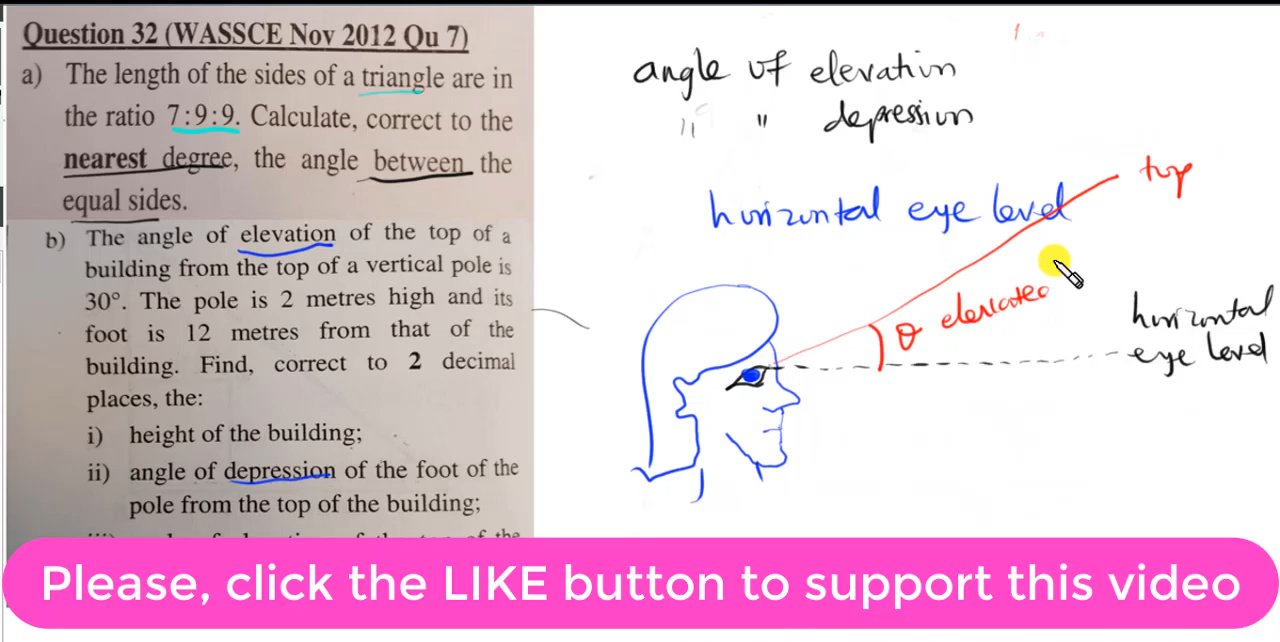 Question 32 (WASSCE Nov 2012 Qu 7)
a) The length of the sides of a triangle are in
the ratio 7:9:9. Calculate, correct to the
nearest degree, the angle between the
equal sides.
b) The angle of elevation of the top of a
building from the top of a vertical pole is
30°. The pole is 2 metres high and its
foot is 12 metres from that of the
building. Find, correct to 2 decimal
places, the:
i) height of the building;
ii) angle of depression of the foot of the
pole from the top of the building;
of the
angle of elevation
" " depression
horizontal eye level
top
θ
horizontal
eye level
Please, click the LIKE button to support this video